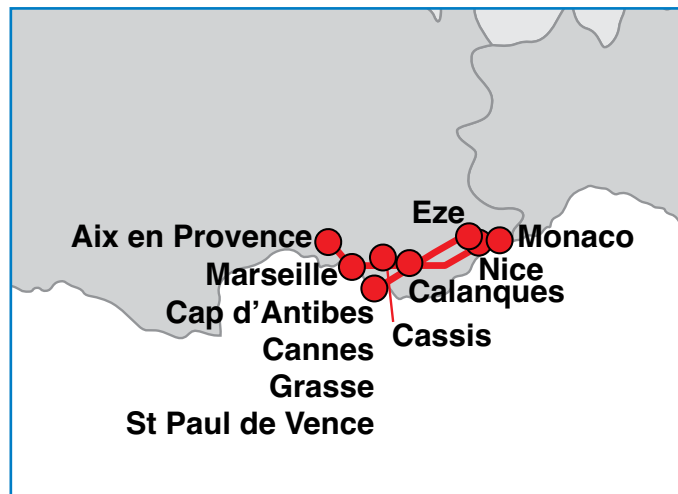 Eze
Aix en Provence
Monaco
Marseille
Nice
Calanques
Cap d’Antibes
Cassis
Cannes
Grasse
St Paul de Vence